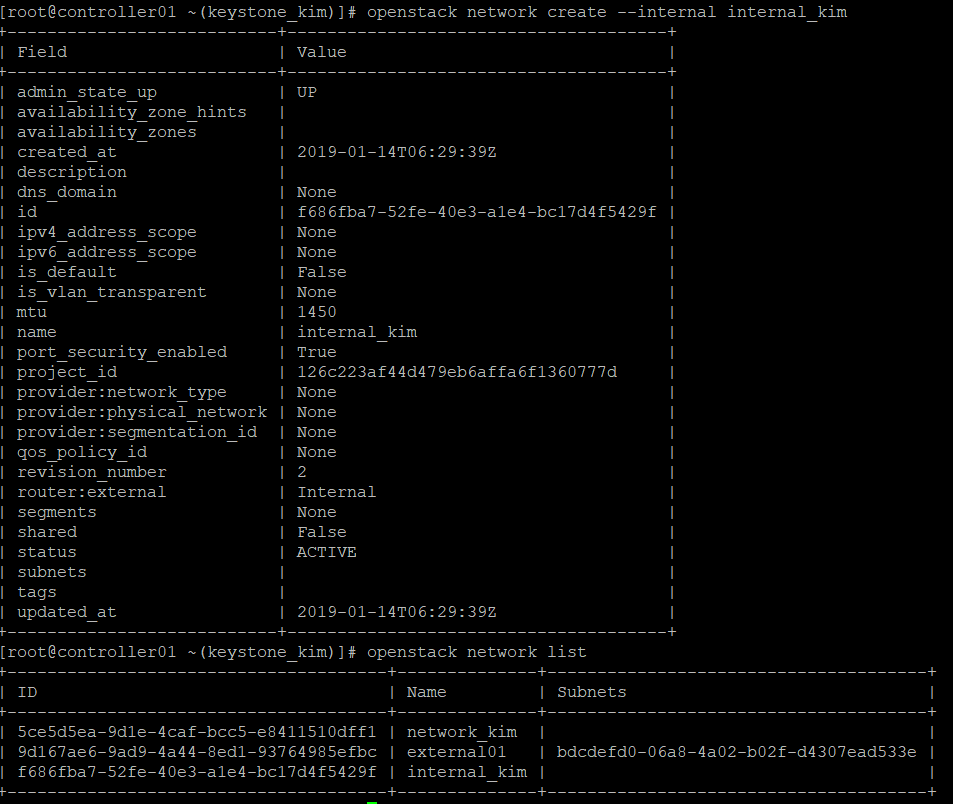 [root@controller01 ~(keystone_kim)]# openstack network create --internal internal_kim
+---------------------------+--------------------------------------+
| Field                     | Value                                |
+---------------------------+--------------------------------------+
| admin_state_up            | UP                                   |
| availability_zone_hints   |                                      |
| availability_zones        |                                      |
| created_at                | 2019-01-14T06:29:39Z                 |
| description               |                                      |
| dns_domain                | None                                 |
| id                        | f686fba7-52fe-40e3-a1e4-bc17d4f5429f |
| ipv4_address_scope        | None                                 |
| ipv6_address_scope        | None                                 |
| is_default                | False                                |
| is_vlan_transparent       | None                                 |
| mtu                       | 1450                                 |
| name                      | internal_kim                         |
| port_security_enabled     | True                                 |
| project_id                | 126c223af44d479eb6affa6f1360777d     |
| provider:network_type     | None                                 |
| provider:physical_network | None                                 |
| provider:segmentation_id  | None                                 |
| qos_policy_id             | None                                 |
| revision_number           | 2                                    |
| router:external           | Internal                             |
| segments                  | None                                 |
| shared                    | False                                |
| status                    | ACTIVE                               |
| subnets                   |                                      |
| tags                      |                                      |
| updated_at                | 2019-01-14T06:29:39Z                 |
+---------------------------+--------------------------------------+
[root@controller01 ~(keystone_kim)]# openstack network list
+--------------------------------------+--------------+--------------------------------------+
| ID                                   | Name         | Subnets                              |
+--------------------------------------+--------------+--------------------------------------+
| 5ce5d5ea-9d1e-4caf-bcc5-e8411510dff1 | network_kim  |                                      |
| 9d167ae6-9ad9-4a44-8ed1-93764985efbc | external01   | bdcdefd0-06a8-4a02-b02f-d4307ead533e |
| f686fba7-52fe-40e3-a1e4-bc17d4f5429f | internal_kim |                                      |
+--------------------------------------+--------------+--------------------------------------+